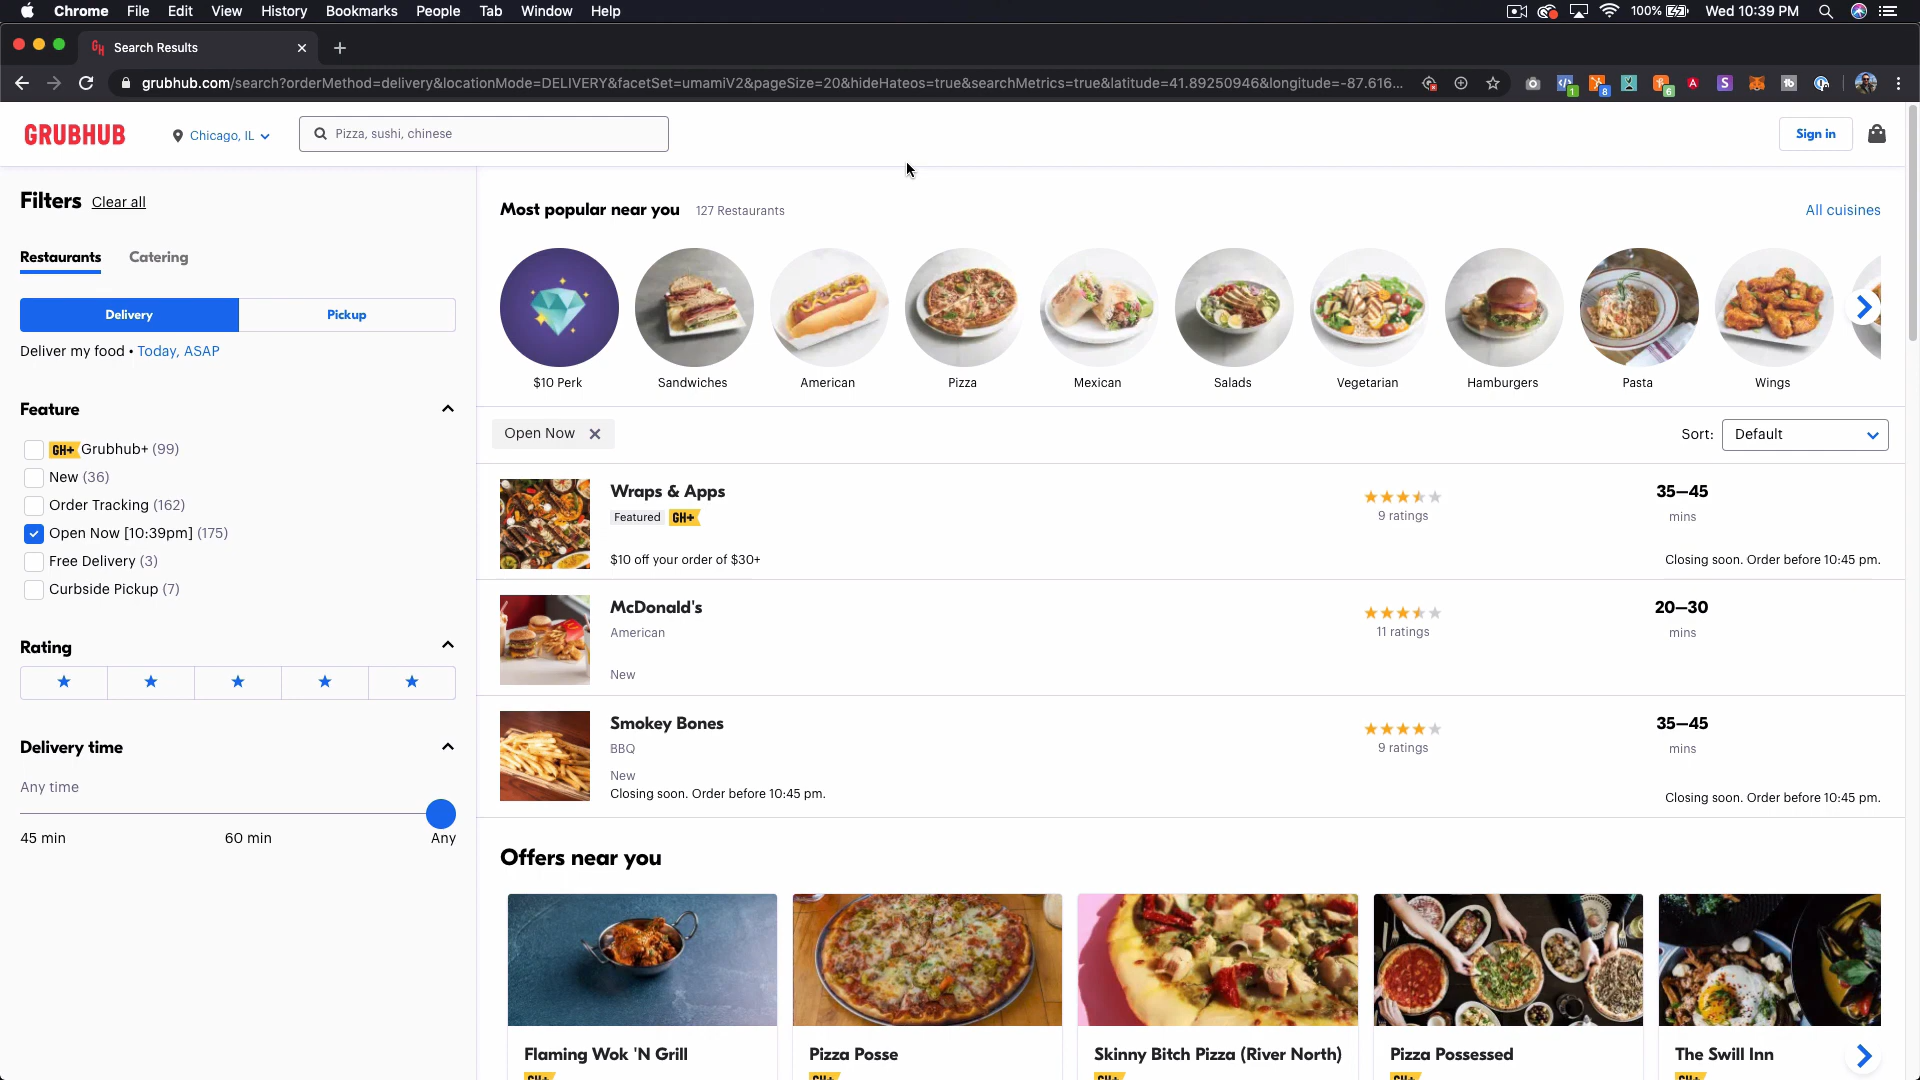 Chrome File Edit View History Bookmarks People Tab Window Help 100% Wed 10:39 PM
Search Results
grubhub.com/search?orderMethod=delivery&locationMode=DELIVERY&facetSet=umamiV2&pageSize=20&hideHateos=true&searchMetrics=true&latitude=41.89250946&longitude=-87.616...
GRUBHUB Chicago, IL Pizza, sushi, chinese Sign in
Filters Clear all
Restaurants Catering
Delivery Pickup
Deliver my food • Today, ASAP
Feature
GH+ Grubhub+ (99)
New (36)
Order Tracking (162)
Open Now [10:39pm] (175)
Free Delivery (3)
Curbside Pickup (7)
Rating
Delivery time
Any time
45 min 60 min Any
Most popular near you 127 Restaurants All cuisines
$10 Perk Sandwiches American Pizza Mexican Salads Vegetarian Hamburgers Pasta Wings
Open Now Sort: Default
Wraps & Apps 35–45
Featured GH+ 9 ratings mins
$10 off your order of $30+ Closing soon. Order before 10:45 pm.
McDonald's 20–30
American 11 ratings mins
New
Smokey Bones 35–45
BBQ 9 ratings mins
New
Closing soon. Order before 10:45 pm. Closing soon. Order before 10:45 pm.
Offers near you
Flaming Wok 'N Grill Pizza Posse Skinny Bitch Pizza (River North) Pizza Possessed The Swill Inn
GH+ GH+ GH+ GH+ GH+